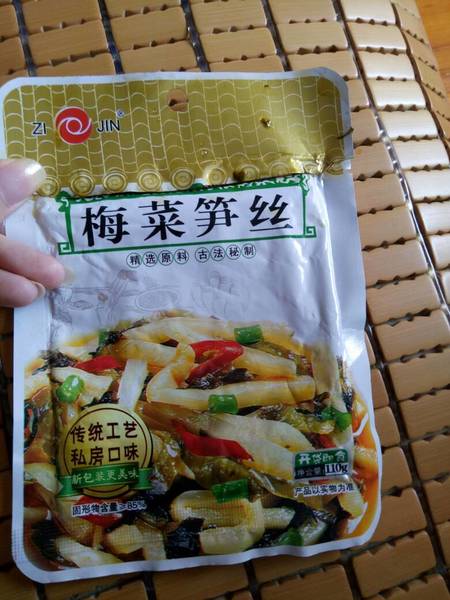 ZI JIN ®
梅菜笋丝
精选原料 古法秘制
传统工艺
私房口味
新包装更美味
固形物含量≥85%
开袋即食
净含量:110g
产品以实物为准